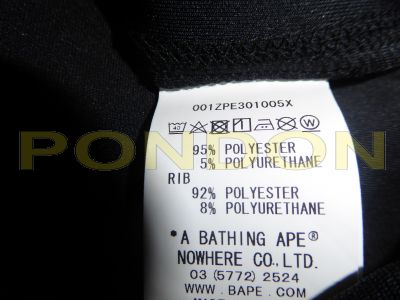 001ZPE301005X
40
95% POLYESTER
5% POLYURETHANE
RIB
92% POLYESTER
8% POLYURETHANE
*A BATHING APE®
NOWHERE CO., LTD.
03 (5772) 2524
WWW.BAPE.COM
PONDON